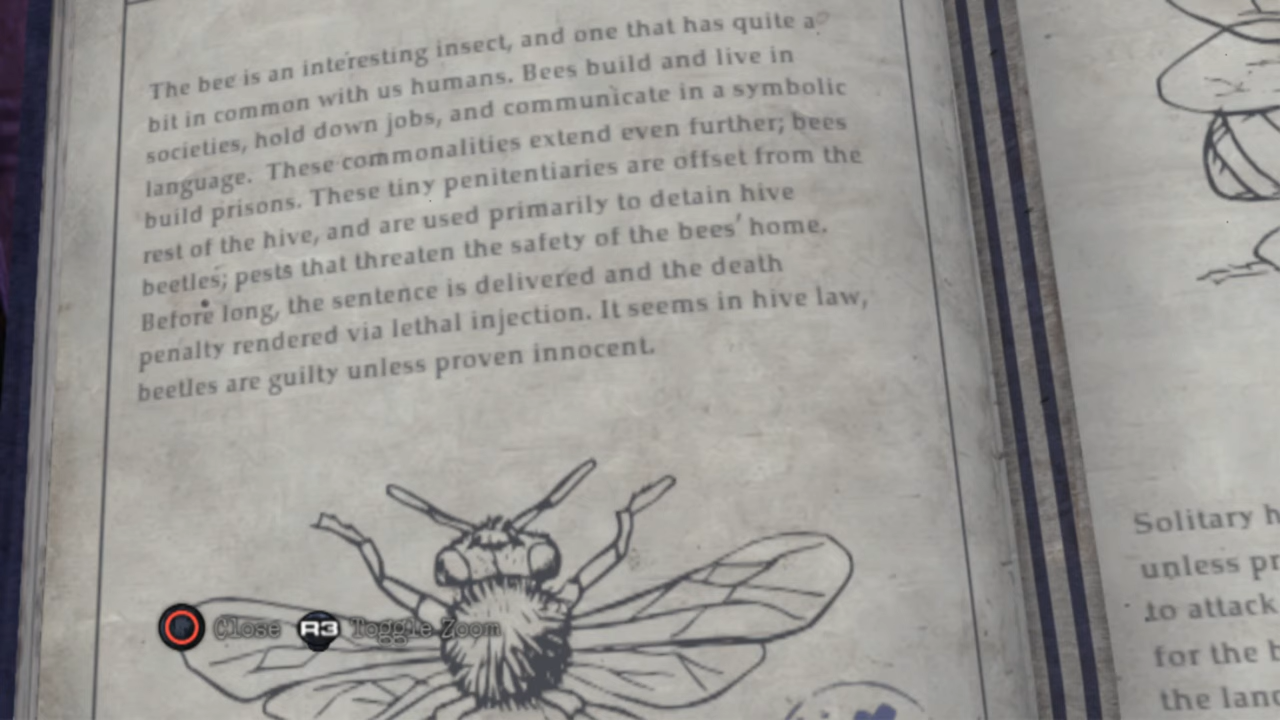 The bee is an interesting insect, and one that has quite a
bit in common with us humans. Bees build and live in
societies, hold down jobs, and communicate in a symbolic
language. These commonalities extend even further; bees
build prisons. These tiny penitentiaries are offset from the
rest of the hive, and are used primarily to detain hive
beetles; pests that threaten the safety of the bees' home.
Before long, the sentence is delivered and the death
penalty rendered via lethal injection. It seems in hive law,
beetles are guilty unless proven innocent.
Close R3 Toggle Zoom
Solitary
unless
to attack
for the
the